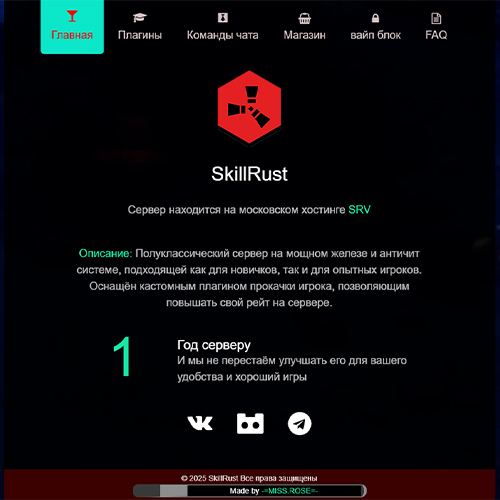 Главная Плагины Команды чата Магазин вайп блок FAQ
SkillRust
Сервер находится на московском хостинге SRV
Описание: Полуклассический сервер на мощном железе и античит
системе, подходящей как для новичков, так и для опытных игроков.
Оснащён кастомным плагином прокачки игрока, позволяющим
повышать свой рейт на сервере.
1
Год серверу
И мы не перестаём улучшать его для вашего
удобства и хороший игры
© 2025 SkillRust Все права защищены
Made by -=MISS.ROSE=-